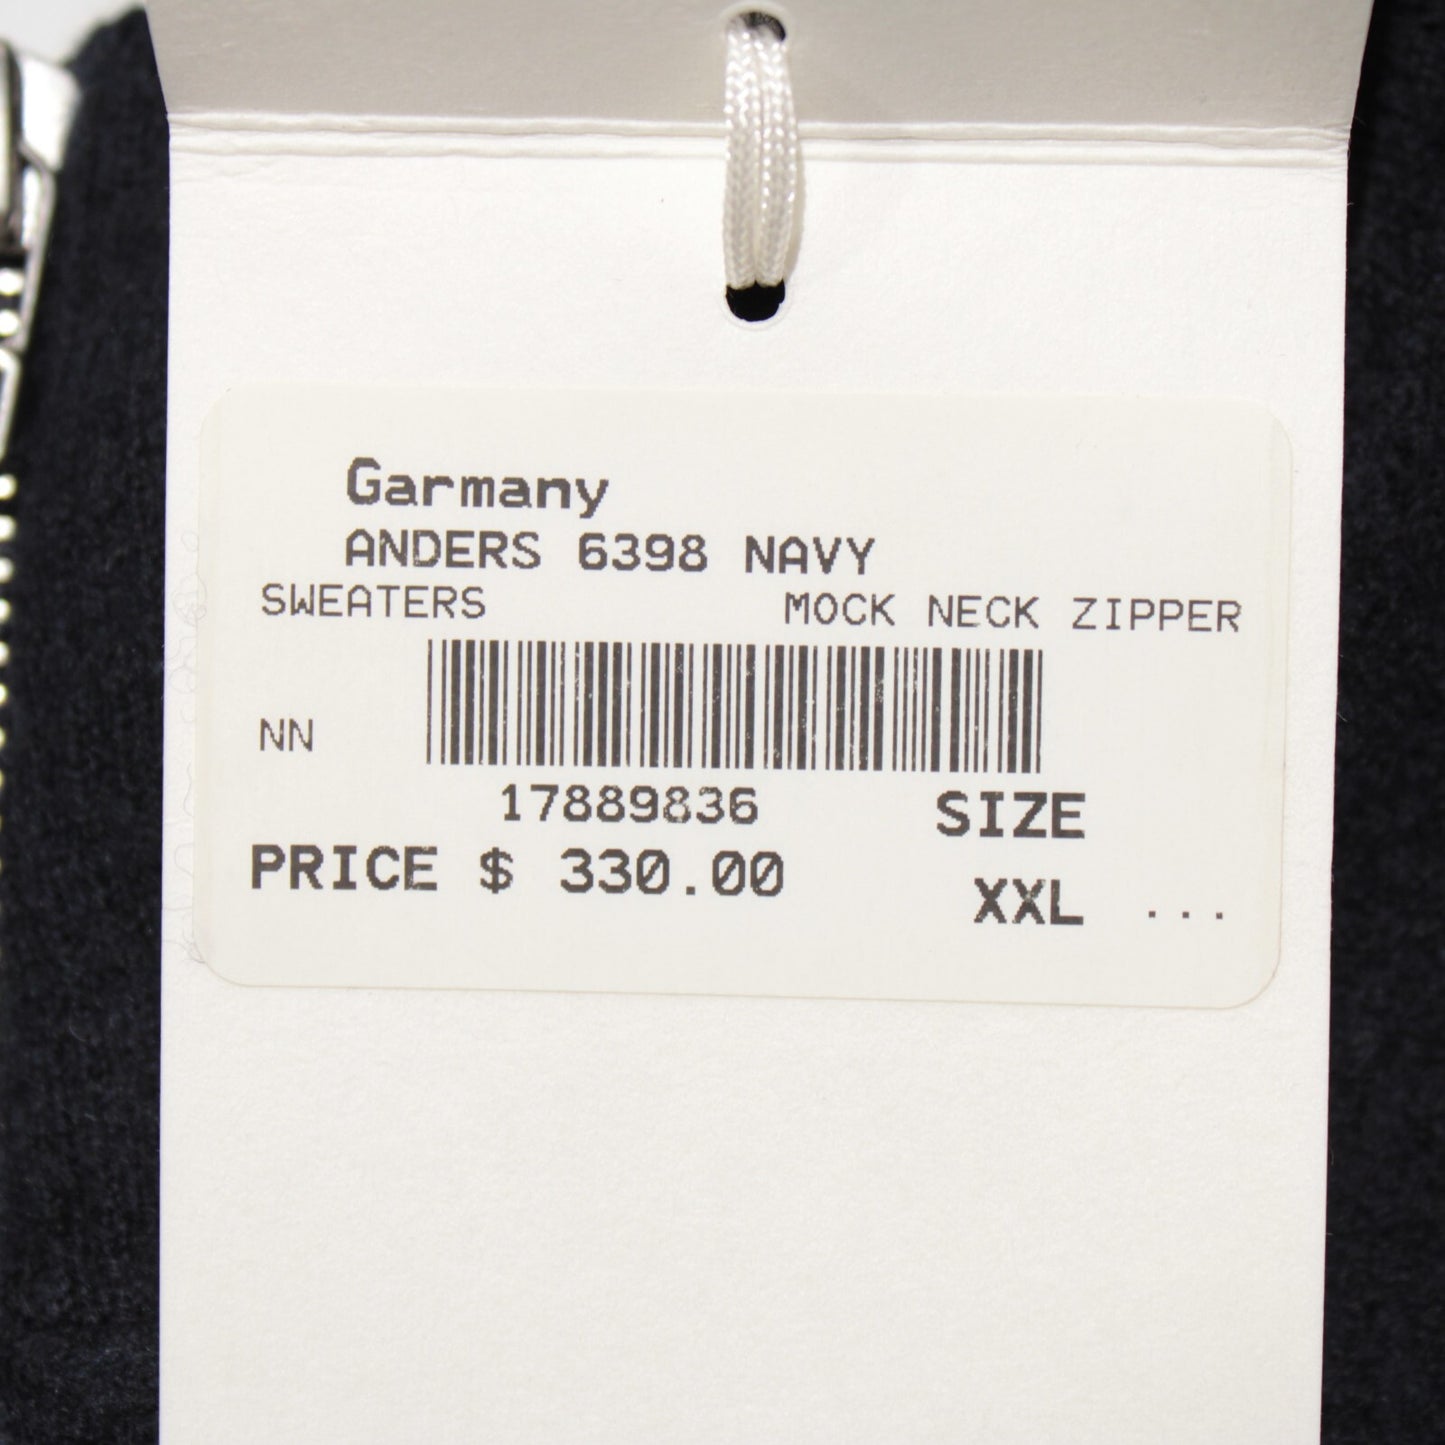 Garmany
ANDERS 6398 NAVY
SWEATERS MOCK NECK ZIPPER
NN
17889836 SIZE
PRICE $ 330.00
XXL ...